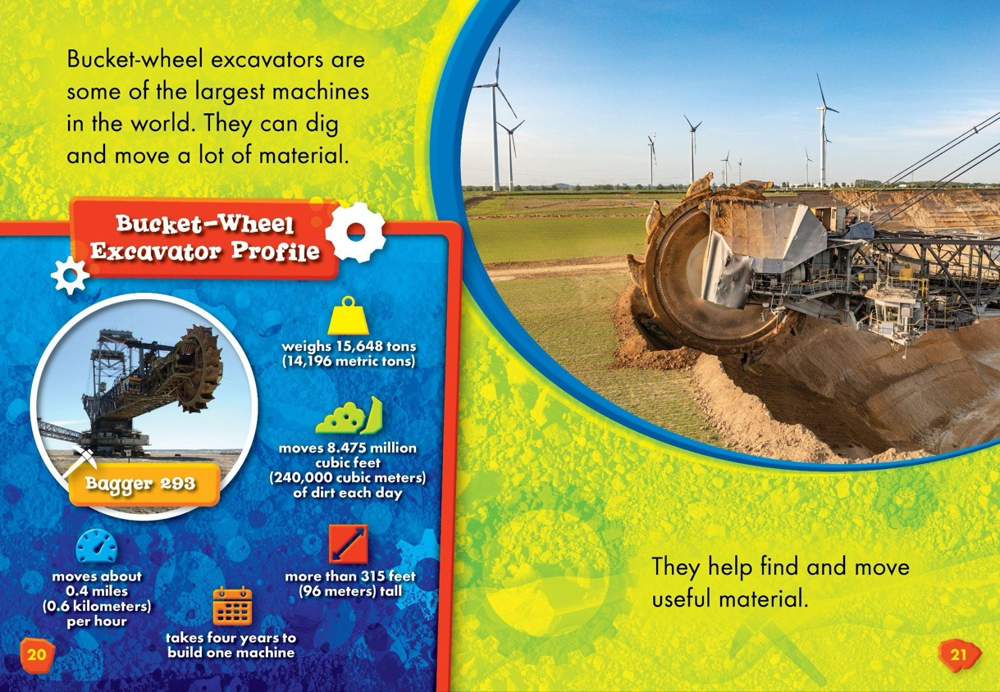 Bucket-wheel excavators are
some of the largest machines
in the world. They can dig
and move a lot of material.
Bucket-Wheel
Excavator Profile
Bagger 293
weighs 15,648 tons
(14,196 metric tons)
moves 8.475 million
cubic feet
(240,000 cubic meters)
of dirt each day
moves about
0.4 miles
(0.6 kilometers)
per hour
more than 315 feet
(96 meters) tall
takes four years to
build one machine
20
They help find and move
useful material.
21